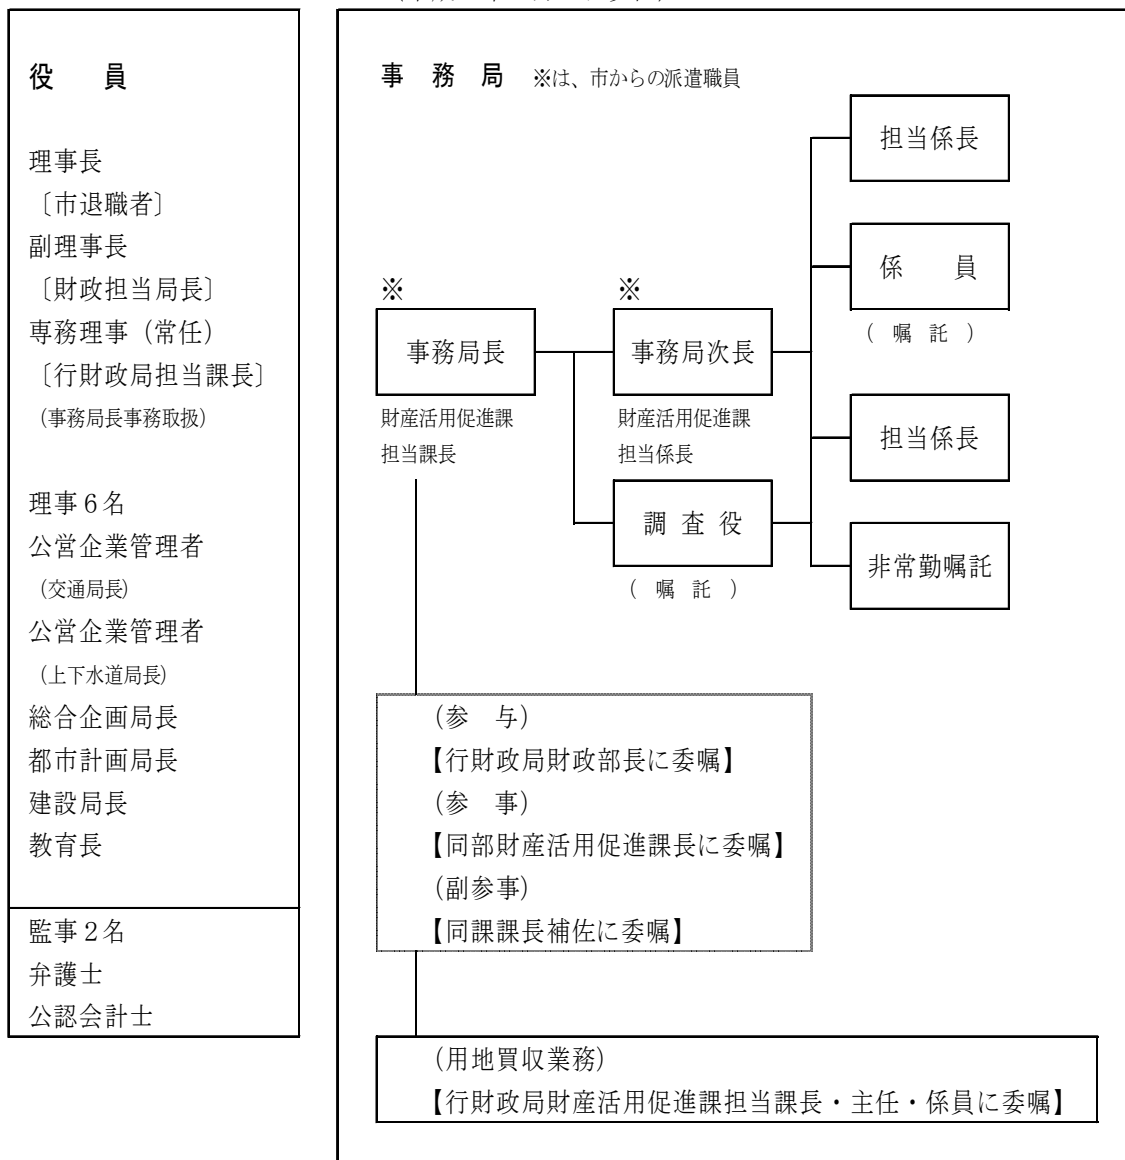 役　員
理事長
〔市退職者〕
副理事長
〔財政担当局長〕
専務理事（常任）
〔行財政局担当課長〕
(事務局長事務取扱)
理事６名
公営企業管理者
(交通局長)
公営企業管理者
(上下水道局長)
総合企画局長
都市計画局長
建設局長
教育長
監事２名
弁護士
公認会計士
事　務　局　※は、市からの派遣職員
※
事務局長
財産活用促進課
担当課長
※
事務局次長
財産活用促進課
担当係長
調 査 役
( 嘱 託 )
担当係長
係　員
( 嘱 託 )
担当係長
非常勤嘱託
(参　与)
【行財政局財政部長に委嘱】
(参　事)
【同部財産活用促進課長に委嘱】
(副参事)
【同課課長補佐に委嘱】
(用地買収業務)
【行財政局財産活用促進課担当課長・主任・係員に委嘱】